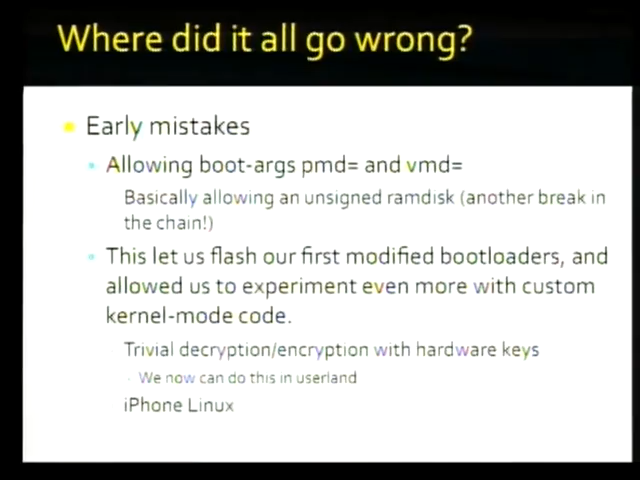 Where did it all go wrong?
Early mistakes
Allowing boot-args pmd= and vmd=
Basically allowing an unsigned ramdisk (another break in
the chain!)
This let us flash our first modified bootloaders, and
allowed us to experiment even more with custom
kernel-mode code.
Trivial decryption/encryption with hardware keys
We now can do this in userland
iPhone Linux